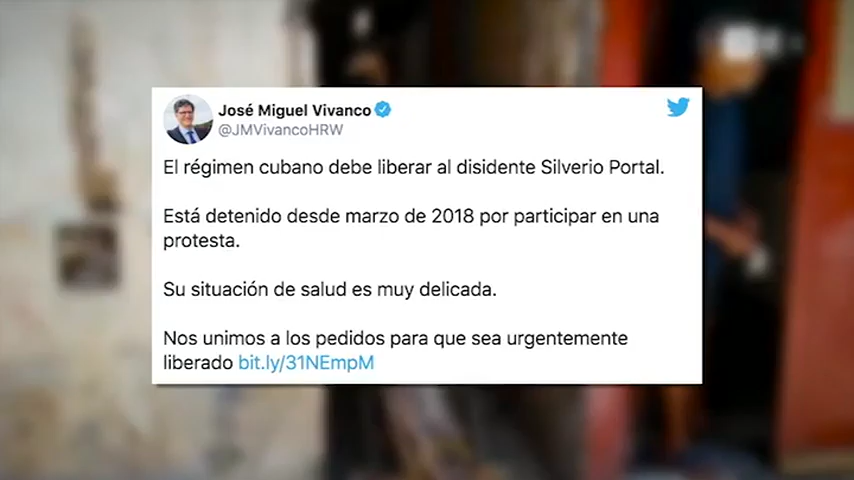 José Miguel Vivanco
@JMVivancoHRW
El régimen cubano debe liberar al disidente Silverio Portal.
Está detenido desde marzo de 2018 por participar en una
protesta.
Su situación de salud es muy delicada.
Nos unimos a los pedidos para que sea urgentemente
liberado bit.ly/31NEmpM